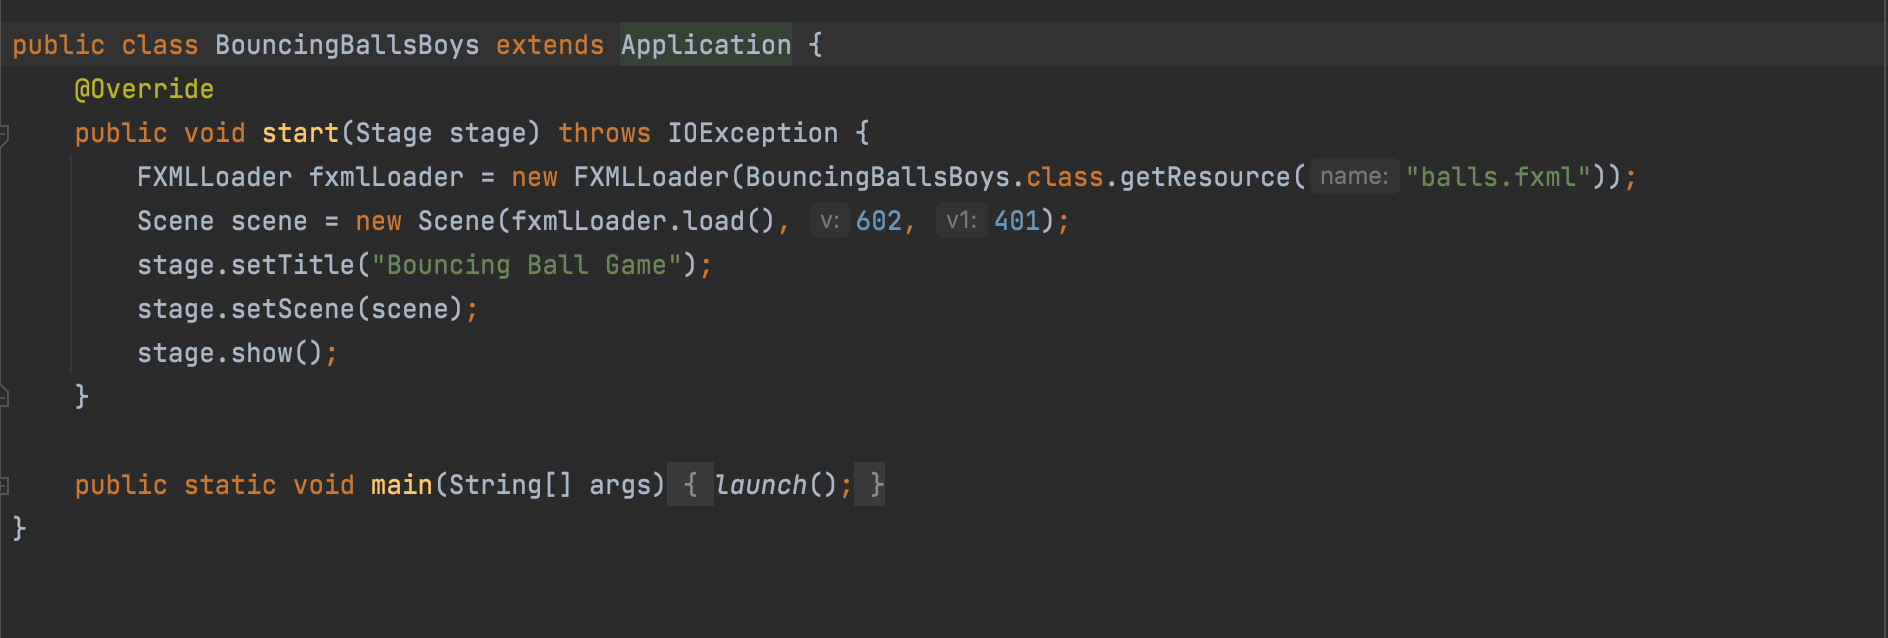 public class BouncingBallsBoys extends Application {
@Override
public void start(Stage stage) throws IOException {
FXMLLoader fxmlLoader = new FXMLLoader(BouncingBallsBoys.class.getResource( name: "balls.fxml"));
Scene scene = new Scene(fxmlLoader.load(), v: 602, v1: 401);
stage.setTitle("Bouncing Ball Game");
stage.setScene(scene);
stage.show();
}
public static void main(String[] args) { launch(); }
}